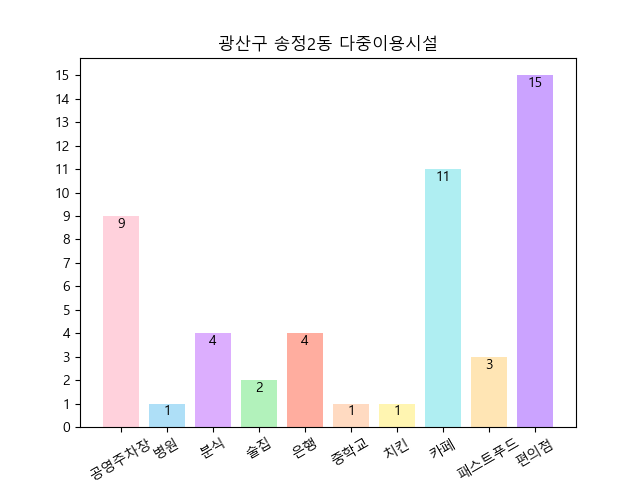 광산구 송정2동 다중이용시설
15
14
13
12
11
10
9
8
7
6
5
4
3
2
1
0
9
1
4
2
4
1
1
11
3
15
공영주차장
병원
분식
술집
은행
중학교
치킨
카페
패스트푸드
편의점